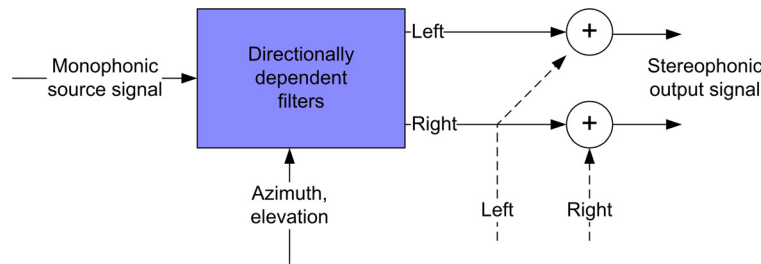 Monophonic
source signal
Directionally
dependent
filters
Left
Right
Stereophonic
output signal
+
+
Azimuth,
elevation
Left
Right